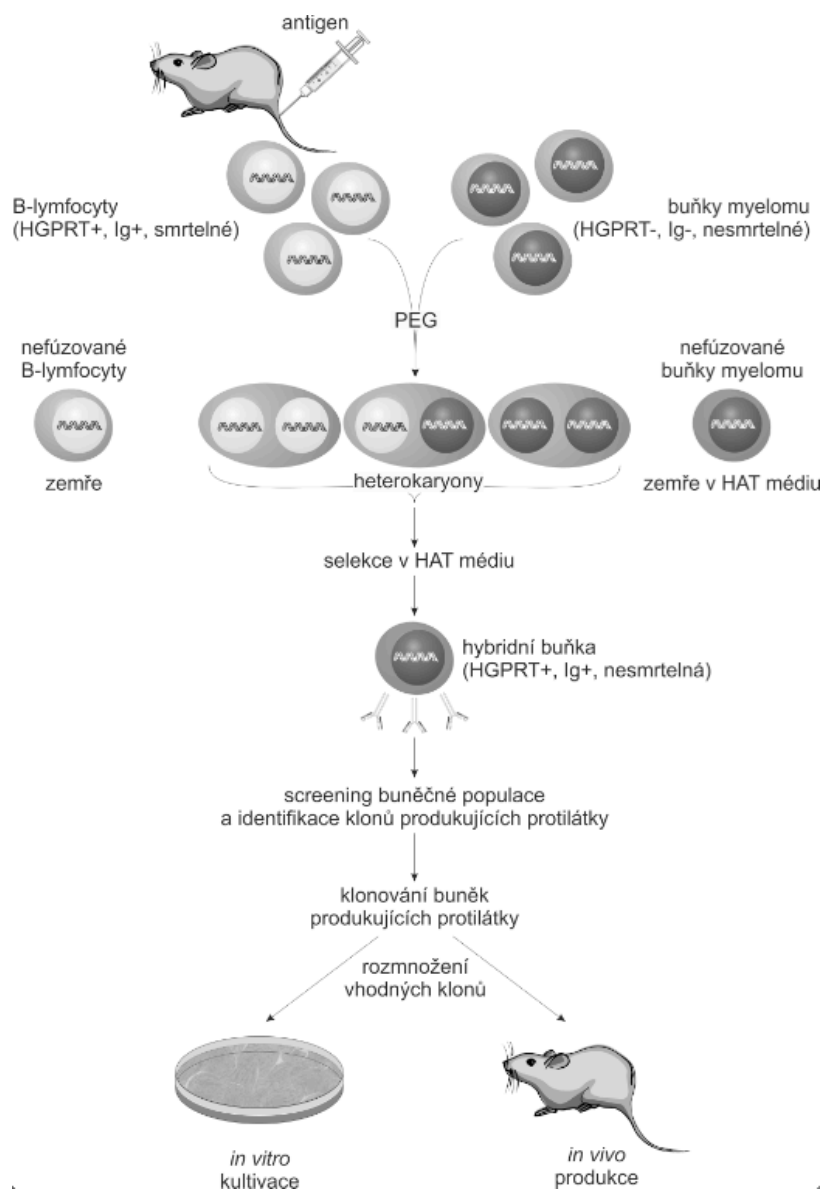 antigen
B-lymfocyty
(HGPRT+, Ig+, smrtelné)
buňky myelomu
(HGPRT-, Ig-, nesmrtelné)
PEG
nefúzované
B-lymfocyty
nefúzované
buňky myelomu
zemře
heterokaryony
zemře v HAT médiu
selekce v HAT médiu
hybridní buňka
(HGPRT+, Ig+, nesmrtelná)
screening buněčné populace
a identifikace klonů produkujících protilátky
klonování buněk
produkujících protilátky
rozmnožení
vhodných klonů
in vitro
kultivace
in vivo
produkce